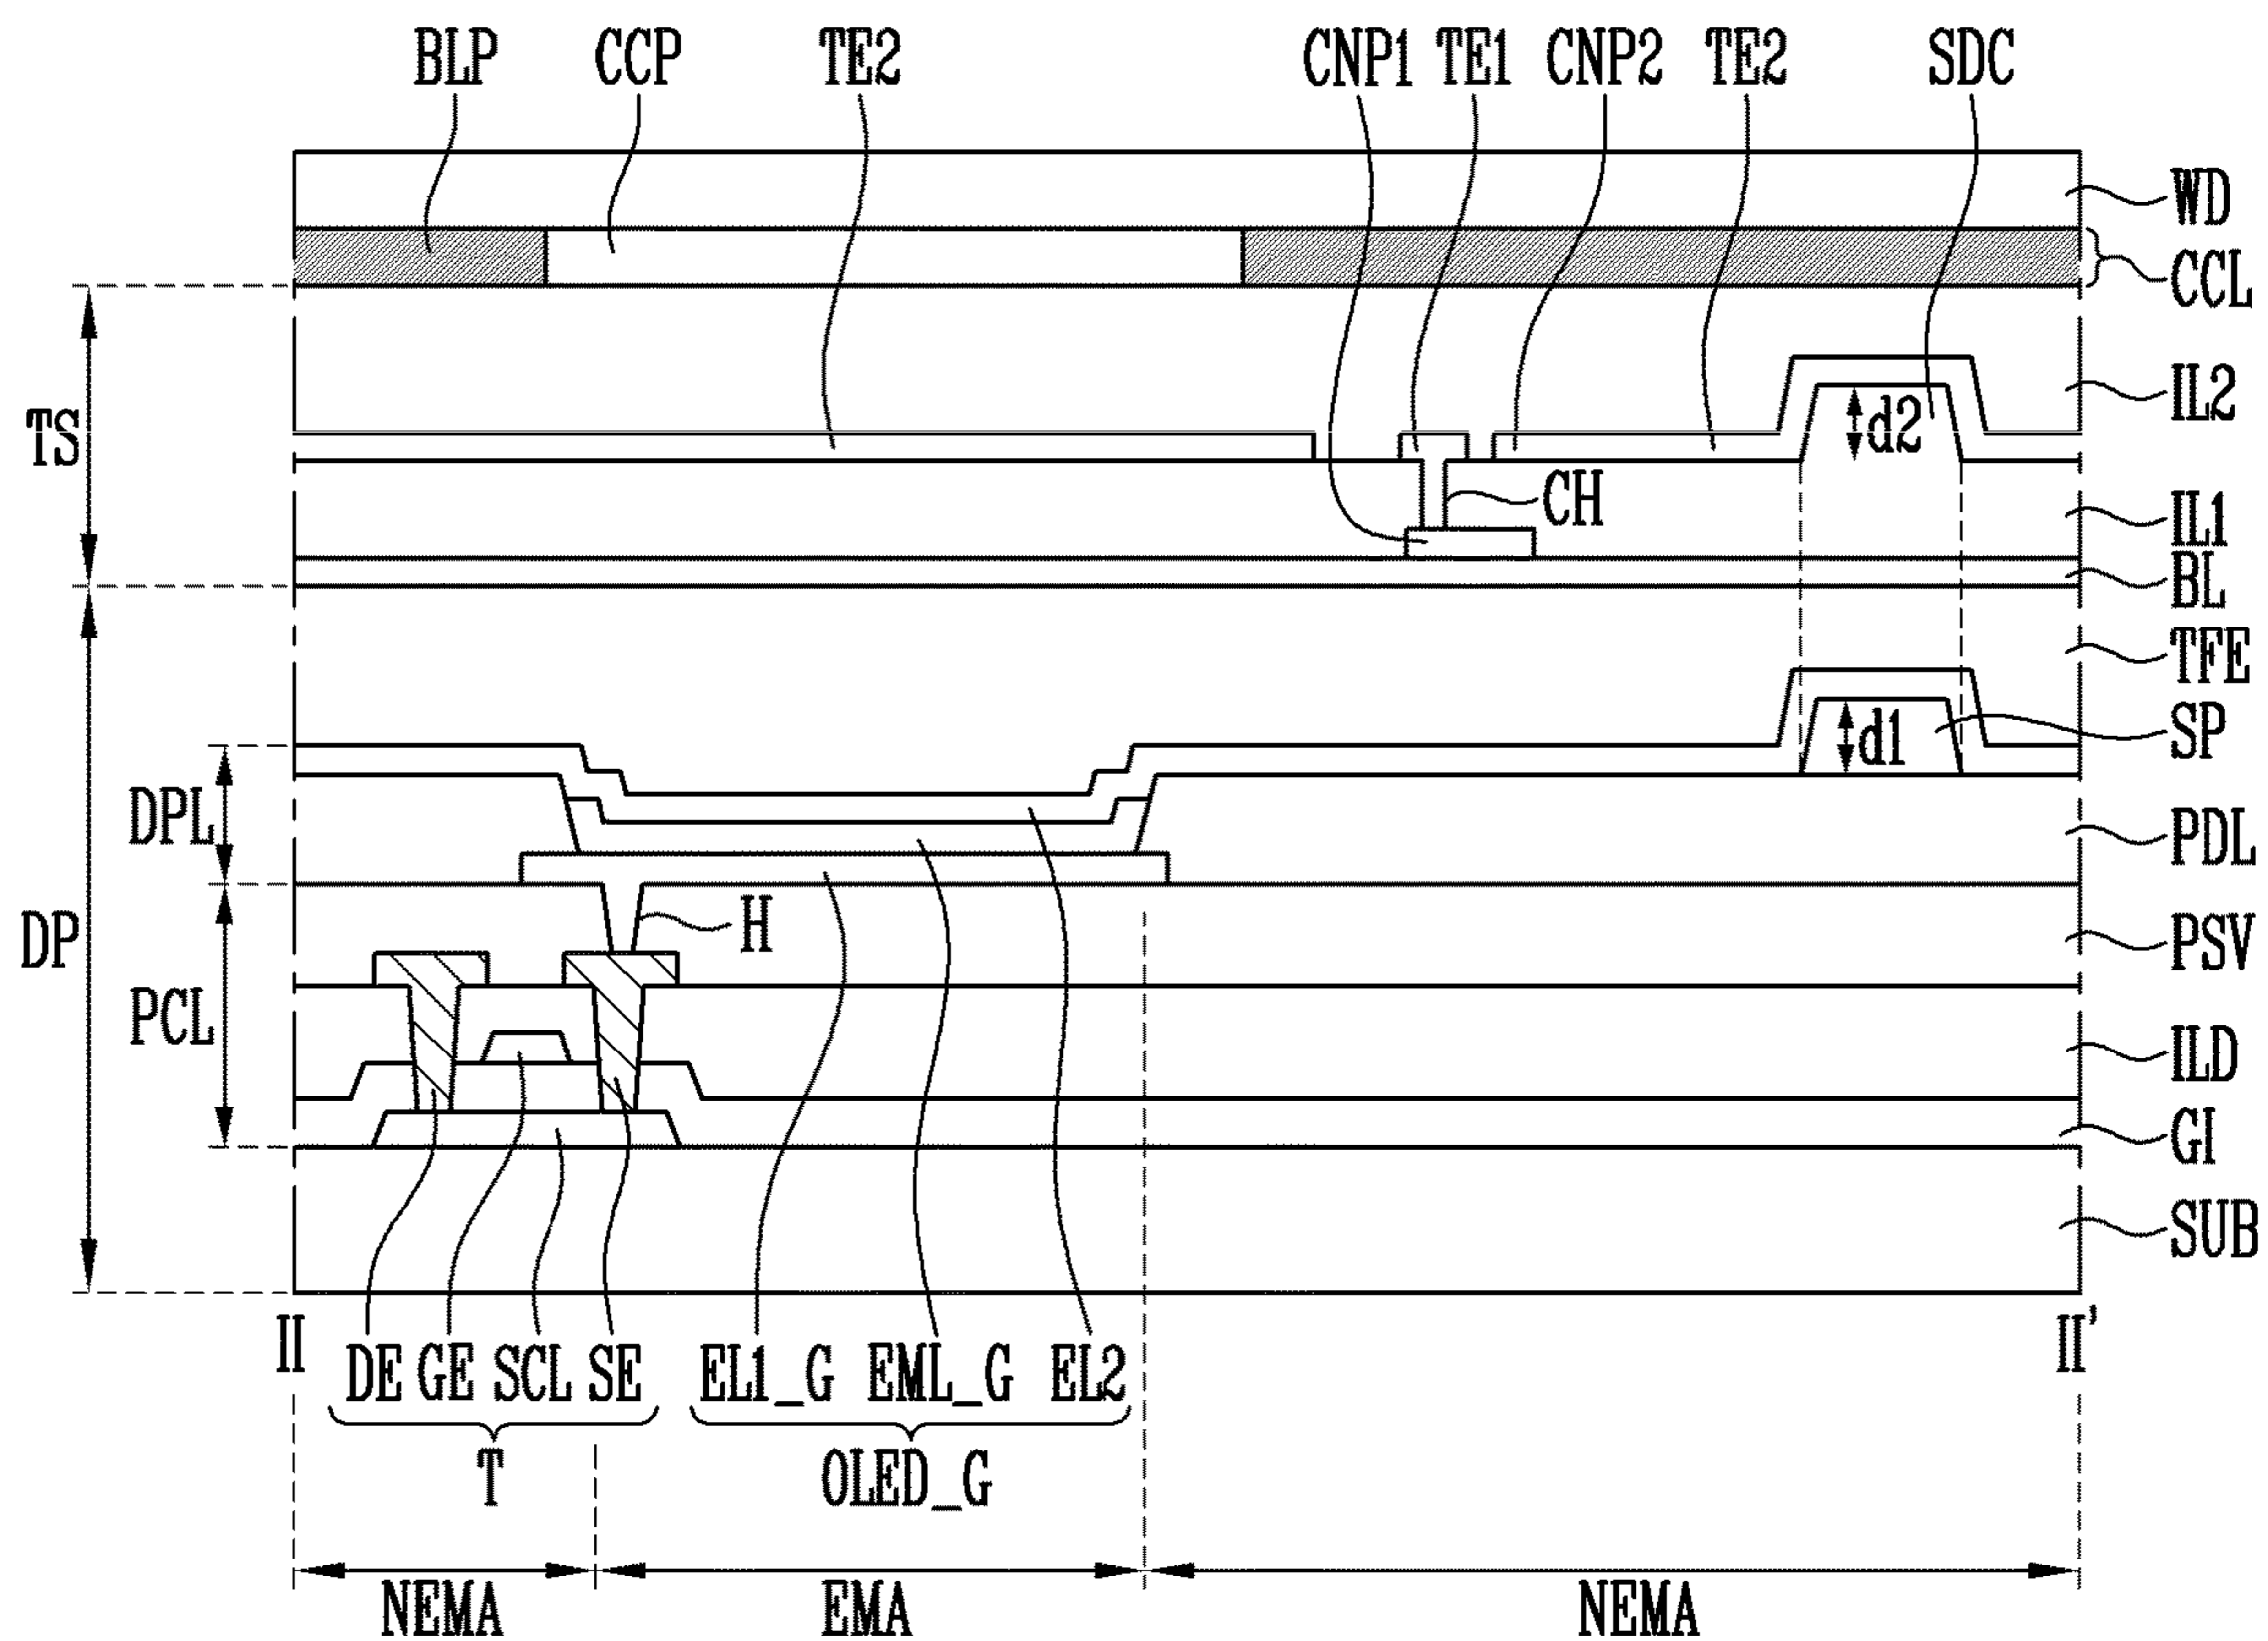 BLP CCP TE2 CNP1 TE1 CNP2 TE2 SDC
WD
CCL
IL2
d2
TS
CH
IL1
BL
TFE
SP
d1
DPL
PDL
H
DP
PSV
PCL
ILD
GI
SUB
II II'
DE GE SCL SE EL1_G EML_G EL2
T OLED_G
NEMA EMA NEMA